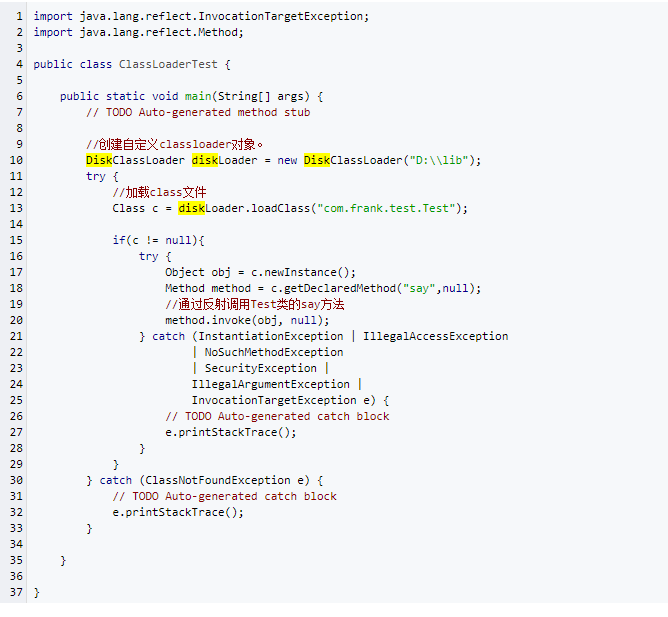 1 import java.lang.reflect.InvocationTargetException;
2 import java.lang.reflect.Method;
3
4 public class ClassLoaderTest {
5
6     public static void main(String[] args) {
7         // TODO Auto-generated method stub
8
9         //创建自定义classloader对象。
10         DiskClassLoader diskLoader = new DiskClassLoader("D:\\lib");
11         try {
12             //加载class文件
13             Class c = diskLoader.loadClass("com.frank.test.Test");
14
15             if(c != null){
16                 try {
17                     Object obj = c.newInstance();
18                     Method method = c.getDeclaredMethod("say",null);
19                     //通过反射调用Test类的say方法
20                     method.invoke(obj, null);
21                 } catch (InstantiationException | IllegalAccessException
22                         | NoSuchMethodException
23                         | SecurityException |
24                         IllegalArgumentException |
25                         InvocationTargetException e) {
26                     // TODO Auto-generated catch block
27                     e.printStackTrace();
28                 }
29             }
30         } catch (ClassNotFoundException e) {
31             // TODO Auto-generated catch block
32             e.printStackTrace();
33         }
34
35     }
36
37 }